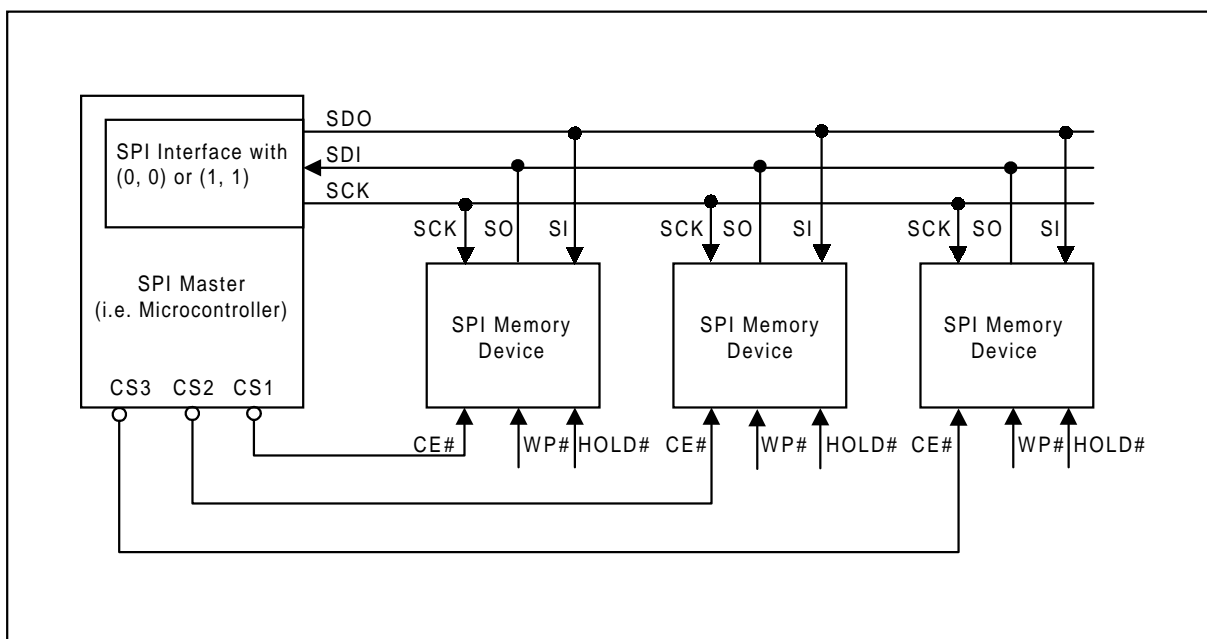 SDO
SPI Interface with
(0, 0) or (1, 1)
SDI
SCK
SCK SO SI
SCK SO SI
SCK SO SI
SPI Master
(i.e. Microcontroller)
SPI Memory
Device
SPI Memory
Device
SPI Memory
Device
CS3 CS2 CS1
CE# WP# HOLD#
CE# WP# HOLD#
CE# WP# HOLD#